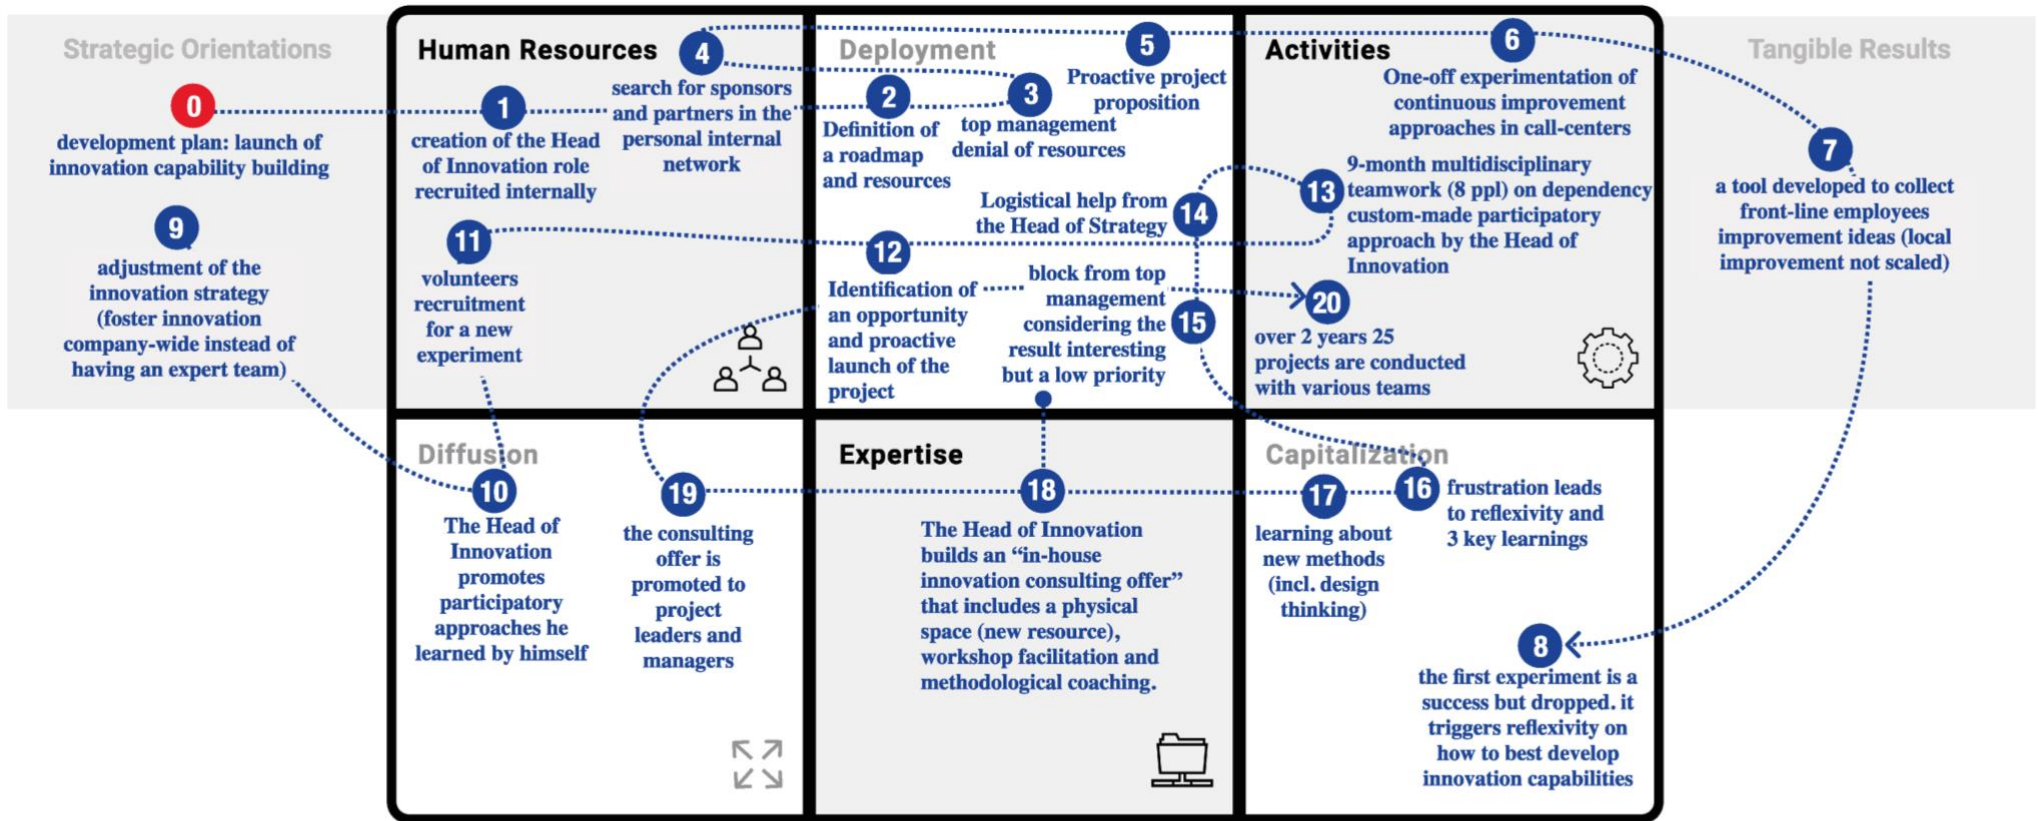 Strategic Orientations
0
development plan: launch of
innovation capability building
9
adjustment of the
innovation strategy
(foster innovation
company-wide instead of
having an expert team)
Human Resources
1
creation of the Head
of Innovation role
recruited internally
4
search for sponsors
and partners in the
personal internal
network
11
volunteers
recruitment
for a new
experiment
Deployment
2
Definition of
a roadmap
and resources
3
top management
denial of resources
5
Proactive project
proposition
Logistical help from
the Head of Strategy
14
12
Identification of
an opportunity
and proactive
launch of the
project
block from top
management
considering the
result interesting
but a low priority
15
Activities
6
One-off experimentation of
continuous improvement
approaches in call-centers
13
9-month multidisciplinary
teamwork (8 ppl) on dependency
custom-made participatory
approach by the Head of
Innovation
20
over 2 years 25
projects are conducted
with various teams
Tangible Results
7
a tool developed to collect
front-line employees
improvement ideas (local
improvement not scaled)
Diffusion
10
The Head of
Innovation
promotes
participatory
approaches he
learned by himself
19
the consulting
offer is
promoted to
project
leaders and
managers
Expertise
18
The Head of Innovation
builds an “in-house
innovation consulting offer”
that includes a physical
space (new resource),
workshop facilitation and
methodological coaching.
Capitalization
17
learning about
new methods
(incl. design
thinking)
16
frustration leads
to reflexivity and
3 key learnings
8
the first experiment is a
success but dropped. it
triggers reflexivity on
how to best develop
innovation capabilities